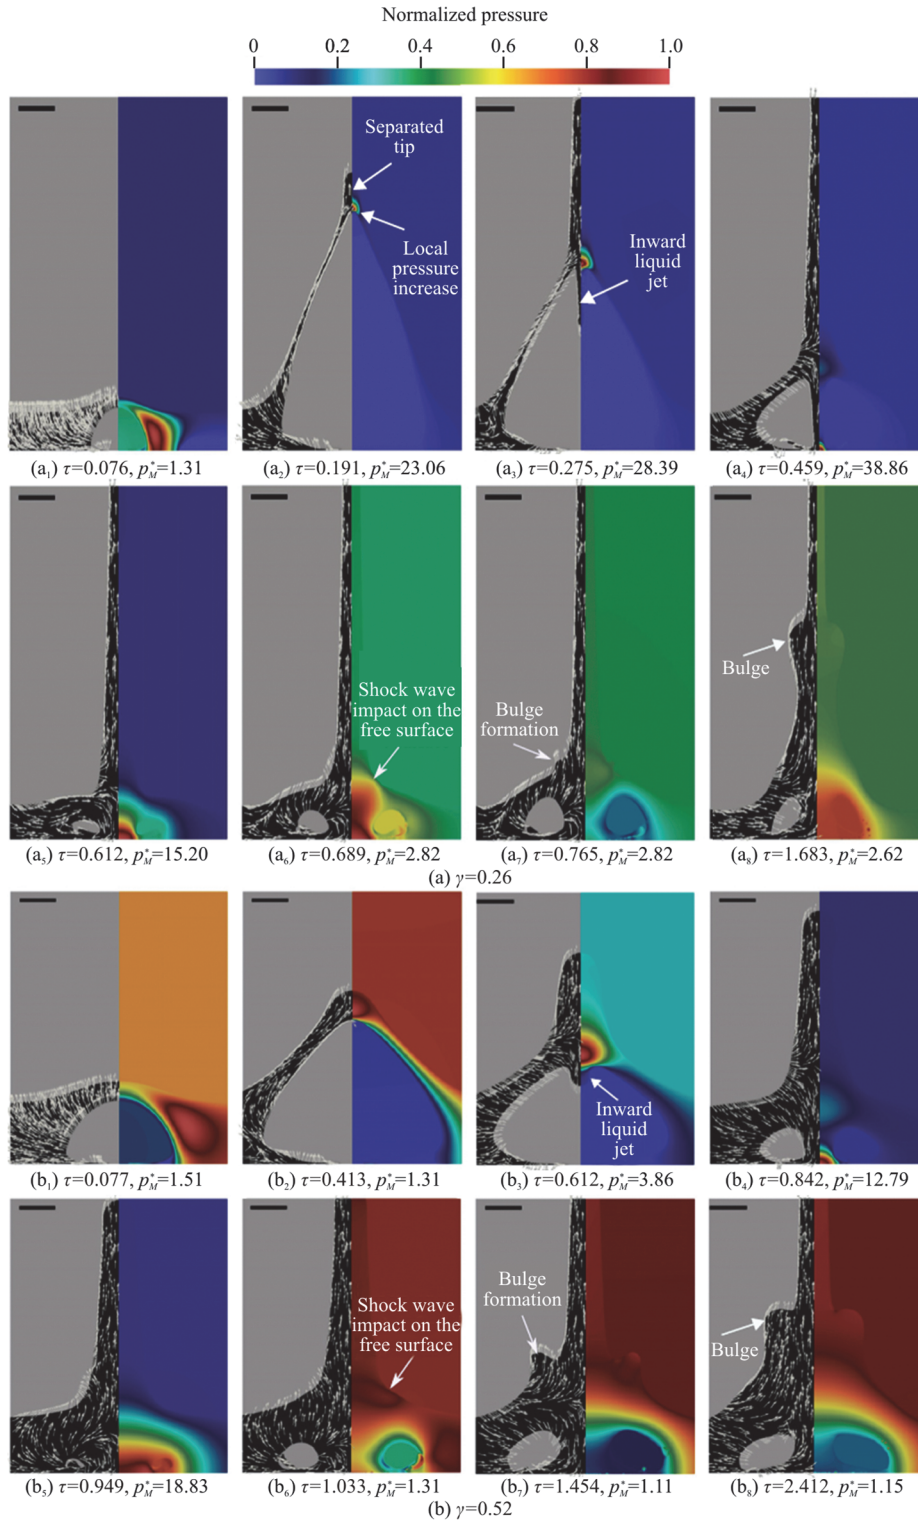 Normalized pressure
0 0.2 0.4 0.6 0.8 1.0
Separated
tip
Local
pressure
increase
Inward
liquid
jet
(a₁) τ=0.076, p*M=1.31
(a₂) τ=0.191, p*M=23.06
(a₃) τ=0.275, p*M=28.39
(a₄) τ=0.459, p*M=38.86
Shock wave
impact on the
free surface
Bulge
formation
Bulge
(a₅) τ=0.612, p*M=15.20
(a₆) τ=0.689, p*M=2.82
(a₇) τ=0.765, p*M=2.82
(a₈) τ=1.683, p*M=2.62
(a) γ=0.26
Inward
liquid
jet
(b₁) τ=0.077, p*M=1.51
(b₂) τ=0.413, p*M=1.31
(b₃) τ=0.612, p*M=3.86
(b₄) τ=0.842, p*M=12.79
Shock wave
impact on the
free surface
Bulge
formation
Bulge
(b₅) τ=0.949, p*M=18.83
(b₆) τ=1.033, p*M=1.31
(b₇) τ=1.454, p*M=1.11
(b₈) τ=2.412, p*M=1.15
(b) γ=0.52